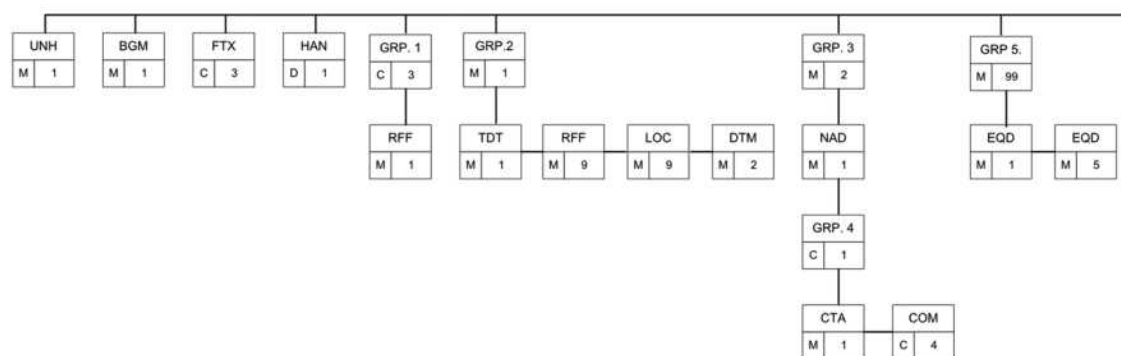 UNH BGM FTX HAN GRP. 1 GRP.2 GRP. 3 GRP 5.
M 1 M 1 C 3 D 1 C 3 M 1 M 2 M 99
RFF TDT RFF LOC DTM NAD EQD EQD
M 1 M 1 M 9 M 9 M 2 M 1 M 1 M 5
GRP. 4
C 1
CTA COM
M 1 C 4